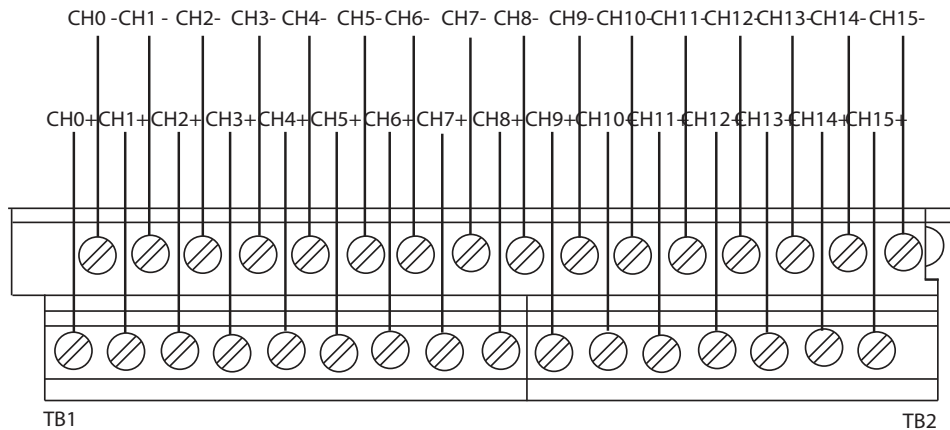 CH0 - CH1 - CH2- CH3- CH4- CH5- CH6- CH7- CH8- CH9- CH10- CH11- CH12- CH13- CH14- CH15-
CH0+ CH1+ CH2+ CH3+ CH4+ CH5+ CH6+ CH7+ CH8+ CH9+ CH10+ CH11+ CH12+ CH13+ CH14+ CH15+
TB1 TB2